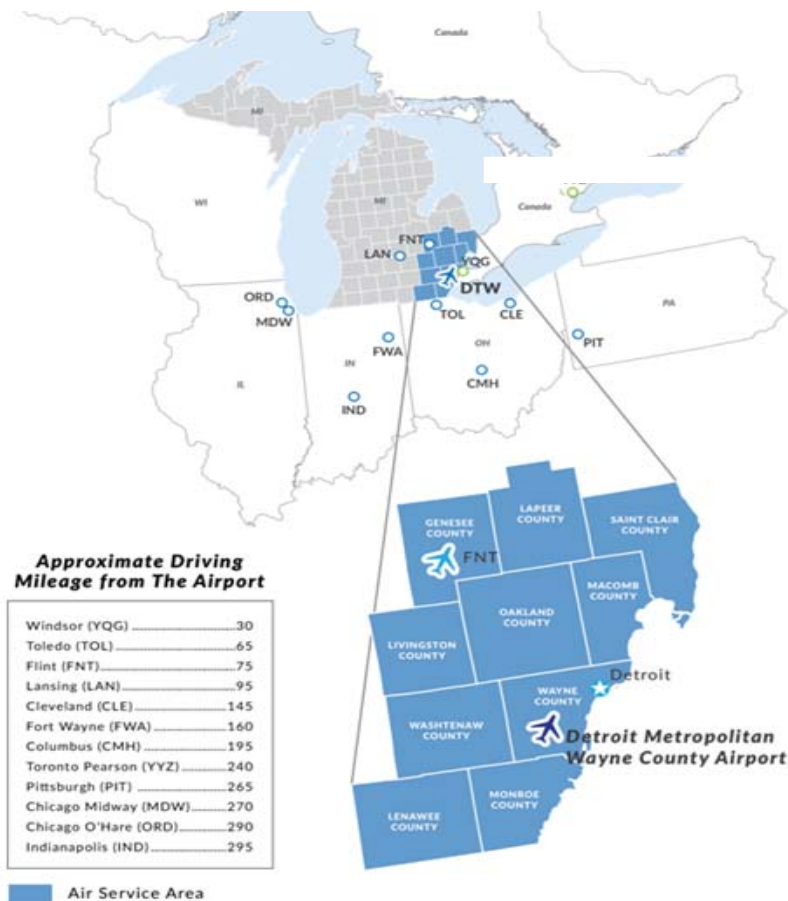 Canada
MI
WI
MI
Canada
FNT
LAN
YQG
DTW
ORD
MDW
TOL
CLE
PA
FWA
OH
PIT
IN
IL
CMH
IND
GENESEE
COUNTY
LAPEER
COUNTY
SAINT CLAIR
COUNTY
FNT
MACOMB
COUNTY
OAKLAND
COUNTY
LIVINGSTON
COUNTY
Detroit
WAYNE
COUNTY
WASHTENAW
COUNTY
Detroit Metropolitan
Wayne County Airport
MONROE
COUNTY
LENAWEE
COUNTY
Approximate Driving
Mileage from The Airport
Windsor (YQG) 30
Toledo (TOL) 65
Flint (FNT) 75
Lansing (LAN) 95
Cleveland (CLE) 145
Fort Wayne (FWA) 160
Columbus (CMH) 195
Toronto Pearson (YYZ) 240
Pittsburgh (PIT) 265
Chicago Midway (MDW) 270
Chicago O'Hare (ORD) 290
Indianapolis (IND) 295
Air Service Area